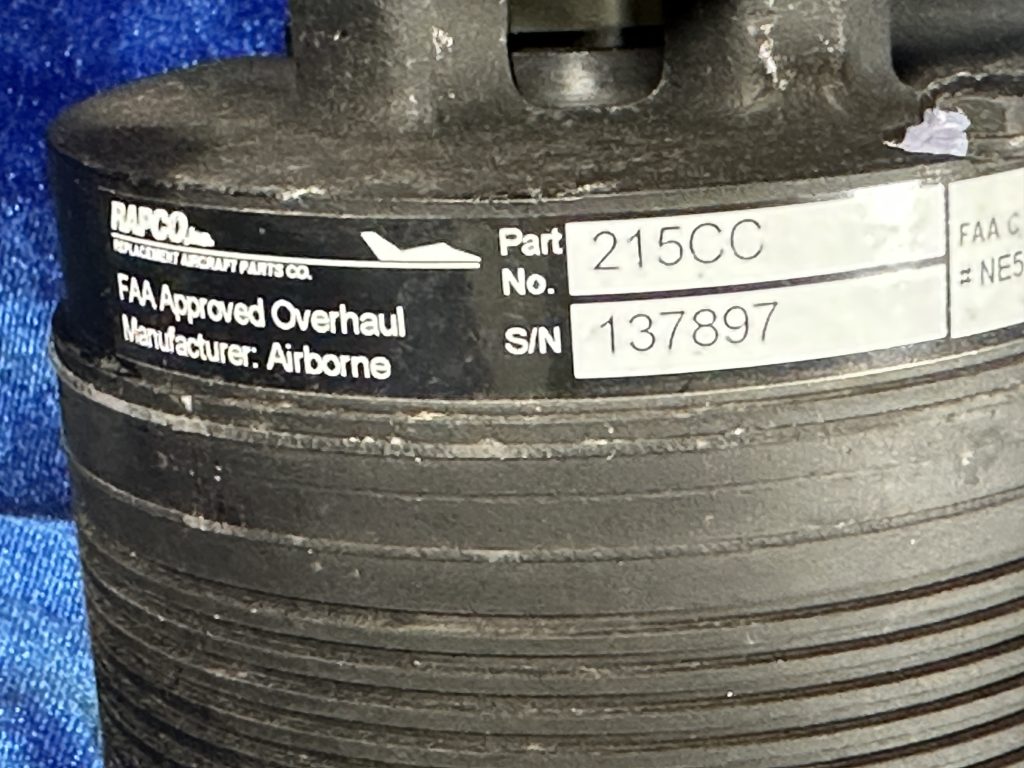 RAPCO, INC.
REPLACEMENT AIRCRAFT PARTS CO.
FAA Approved Overhaul
Manufacturer: Airborne
Part No. 215CC
S/N 137897
FAA C
# NE5